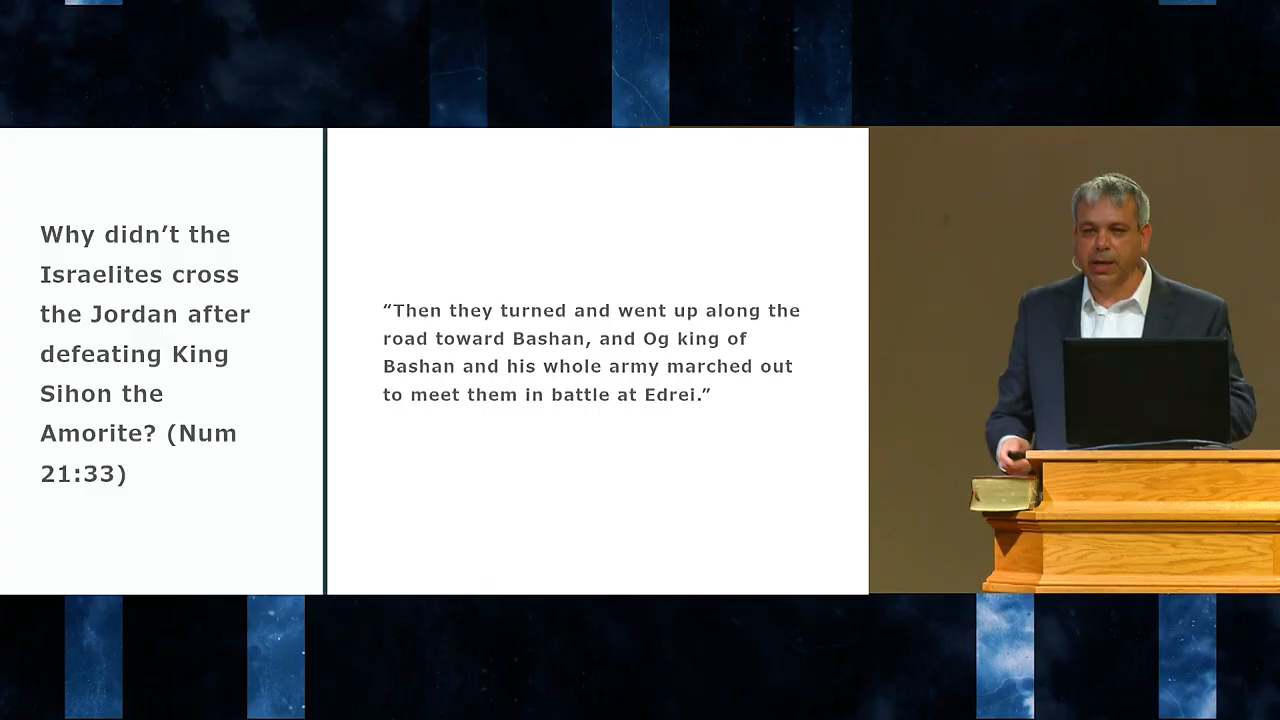 Why didn’t the
Israelites cross
the Jordan after
defeating King
Sihon the
Amorite? (Num
21:33)
“Then they turned and went up along the
road toward Bashan, and Og king of
Bashan and his whole army marched out
to meet them in battle at Edrei.”